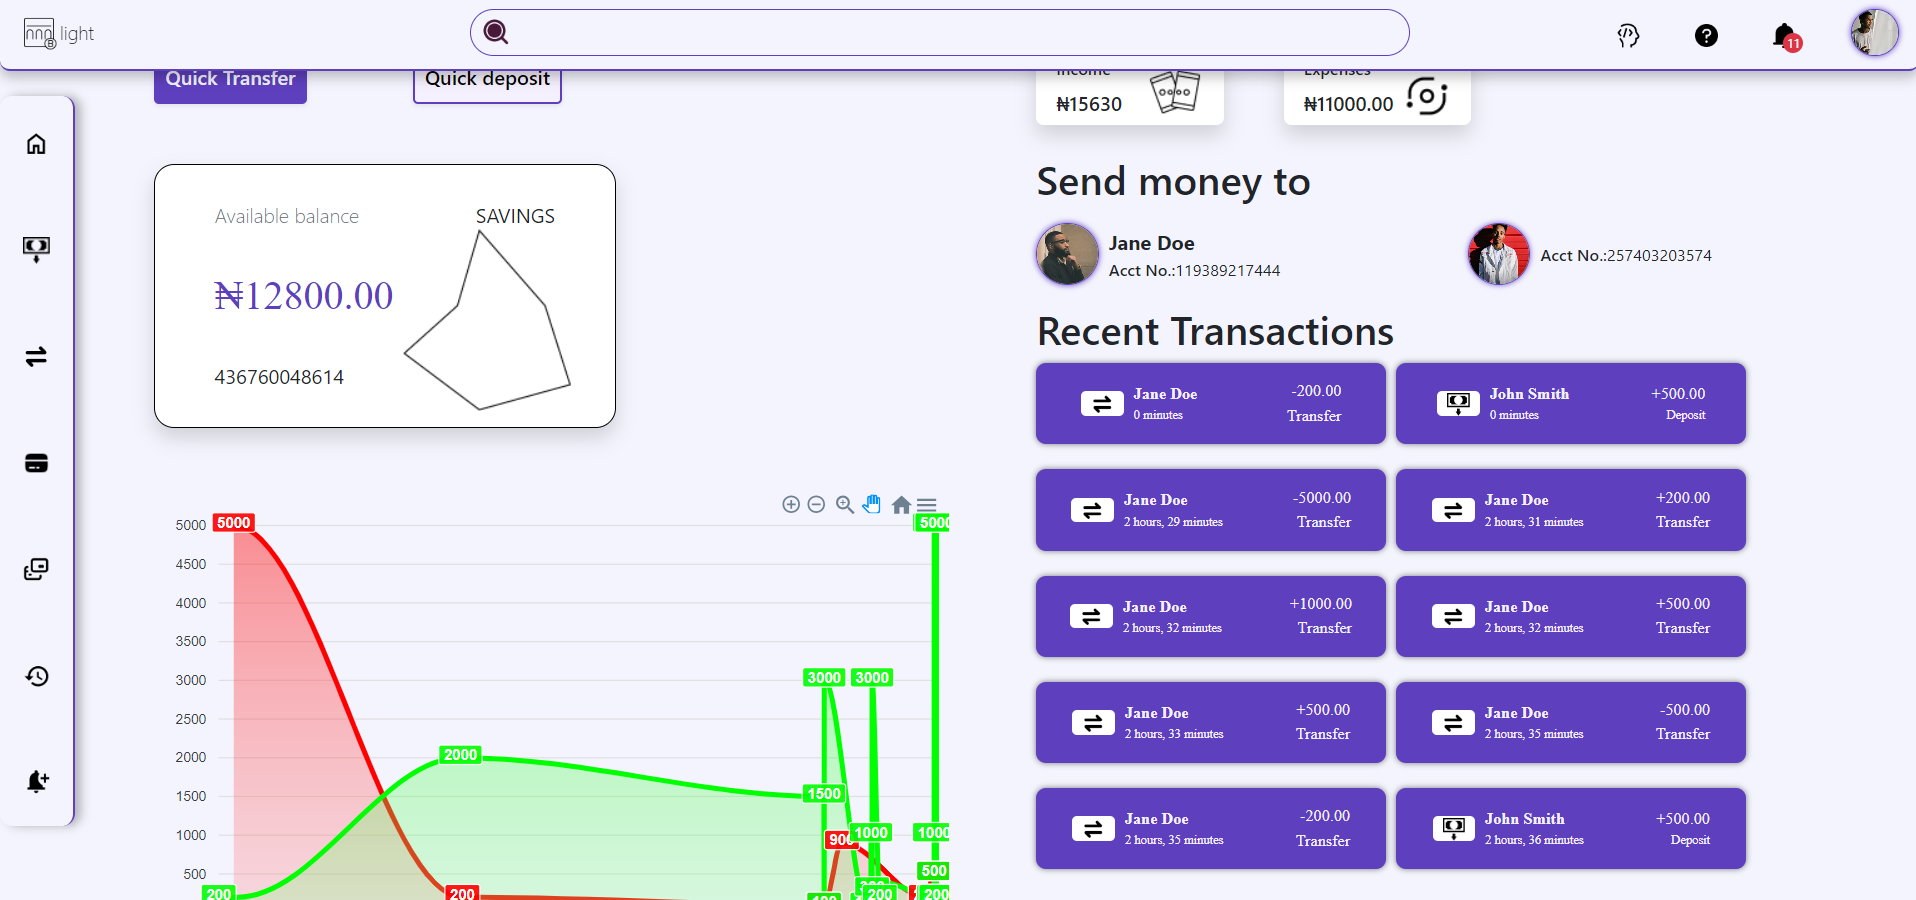 light
11
Quick Transfer
Quick deposit
Income
₦15630
Expenses
₦11000.00
Available balance
SAVINGS
₦12800.00
436760048614
Send money to
Jane Doe
Acct No.:119389217444
Acct No.:257403203574
Recent Transactions
Jane Doe
0 minutes
-200.00
Transfer
John Smith
0 minutes
+500.00
Deposit
Jane Doe
2 hours, 29 minutes
-5000.00
Transfer
Jane Doe
2 hours, 31 minutes
+200.00
Transfer
Jane Doe
2 hours, 32 minutes
+1000.00
Transfer
Jane Doe
2 hours, 32 minutes
+500.00
Transfer
Jane Doe
2 hours, 33 minutes
+500.00
Transfer
Jane Doe
2 hours, 35 minutes
-500.00
Transfer
Jane Doe
2 hours, 35 minutes
-200.00
Transfer
John Smith
2 hours, 36 minutes
+500.00
Deposit
5000
4500
4000
3500
3000
2500
2000
1500
1000
500
5000
200
2000
200
1500
3000
3000
900
1000
200
5000
1000
500
200